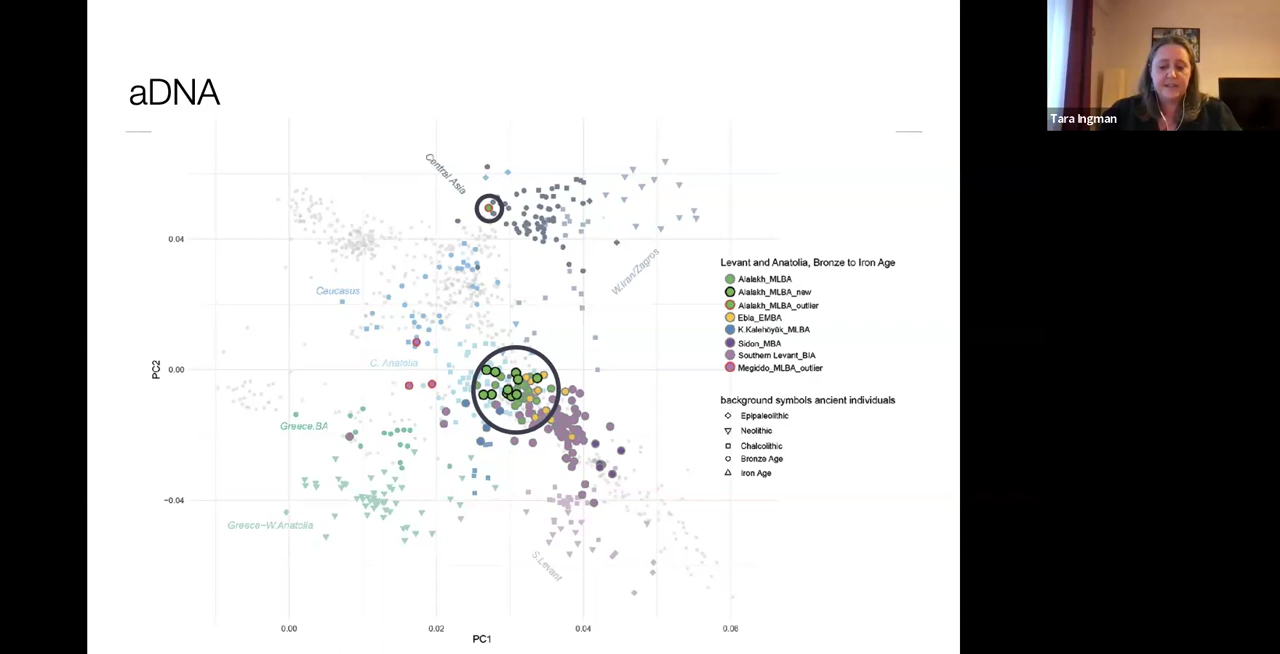 aDNA
Tara Ingman
Central Asia
W.Iran/Zagros
Caucasus
C. Anatolia
Greece.BA
Greece-W.Anatolia
S.Levant
0.04
0.00
-0.04
PC2
0.00
0.02
0.04
0.06
PC1
Levant and Anatolia, Bronze to Iron Age
Alalakh_MLBA
Alalakh_MLBA_new
Alalakh_MLBA_outlier
Ebla_EMBA
K.Kalehöyük_MLBA
Sidon_MBA
Southern Levant_BIA
Megiddo_MLBA_outlier
background symbols ancient individuals
Epipaleolithic
Neolithic
Chalcolithic
Bronze Age
Iron Age